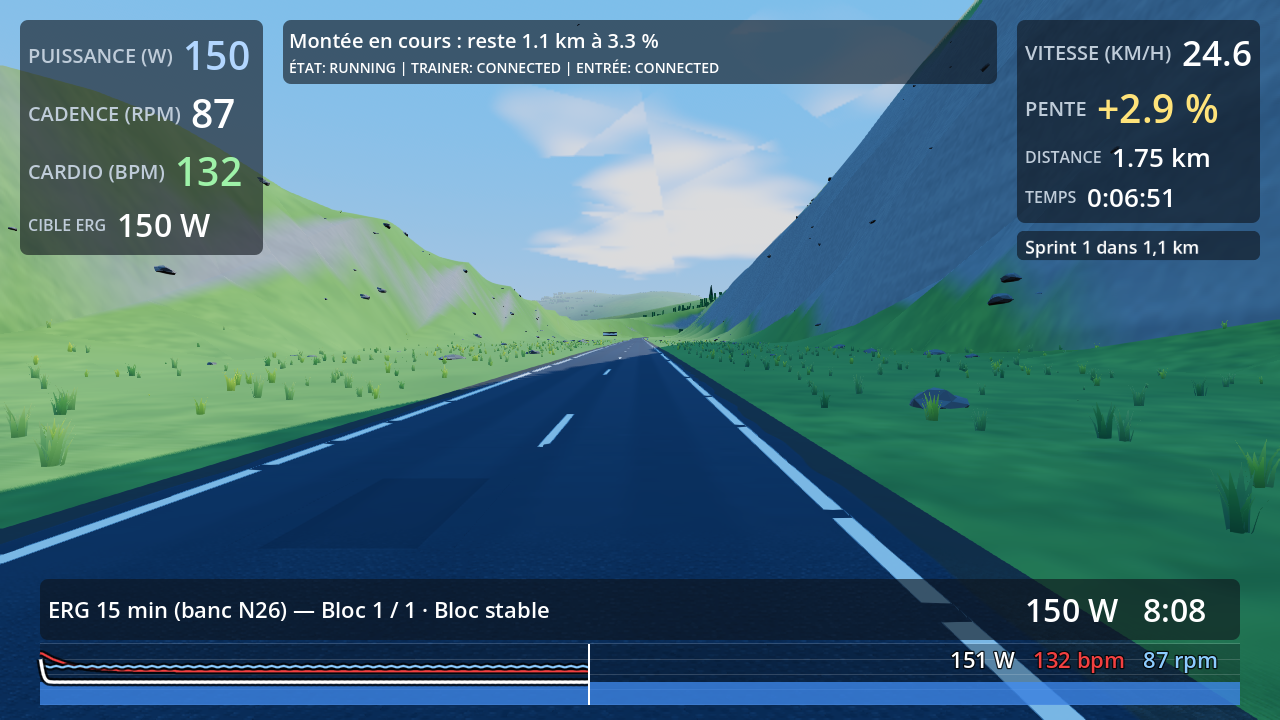 PUISSANCE (W) 150
CADENCE (RPM) 87
CARDIO (BPM) 132
CIBLE ERG 150 W
Montée en cours : reste 1.1 km à 3.3 %
ÉTAT: RUNNING | TRAINER: CONNECTED | ENTRÉE: CONNECTED
VITESSE (KM/H) 24.6
PENTE +2.9 %
DISTANCE 1.75 km
TEMPS 0:06:51
Sprint 1 dans 1,1 km
ERG 15 min (banc N26) — Bloc 1 / 1 · Bloc stable 150 W 8:08
151 W 132 bpm 87 rpm